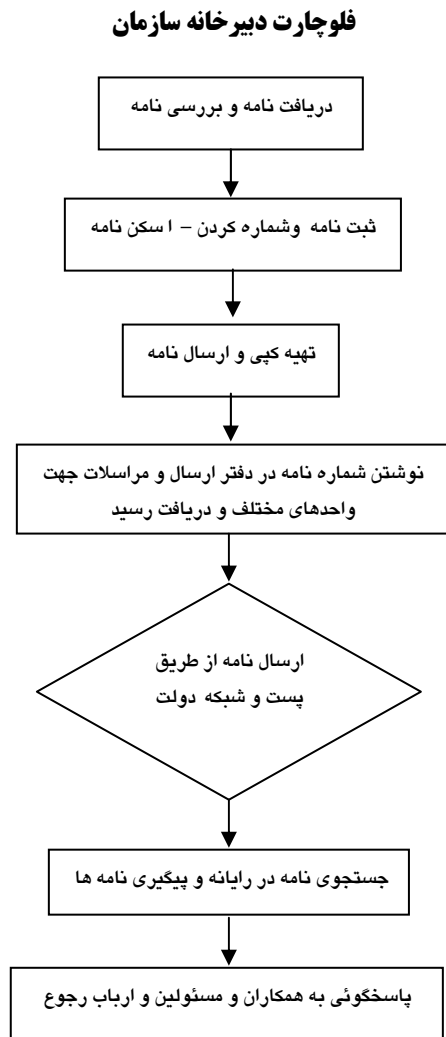 فلوچارت دبیرخانه سازمان
دریافت نامه و بررسی نامه
ثبت نامه وشماره کردن – ا سکن نامه
تهیه کپی و ارسال نامه
نوشتن شماره نامه در دفتر ارسال و مراسلات جهت
واحدهای مختلف و دریافت رسید
ارسال نامه از طریق
پست و شبکه دولت
جستجوی نامه در رایانه و پیگیری نامه ها
پاسخگوئی به همکاران و مسئولین و ارباب رجوع